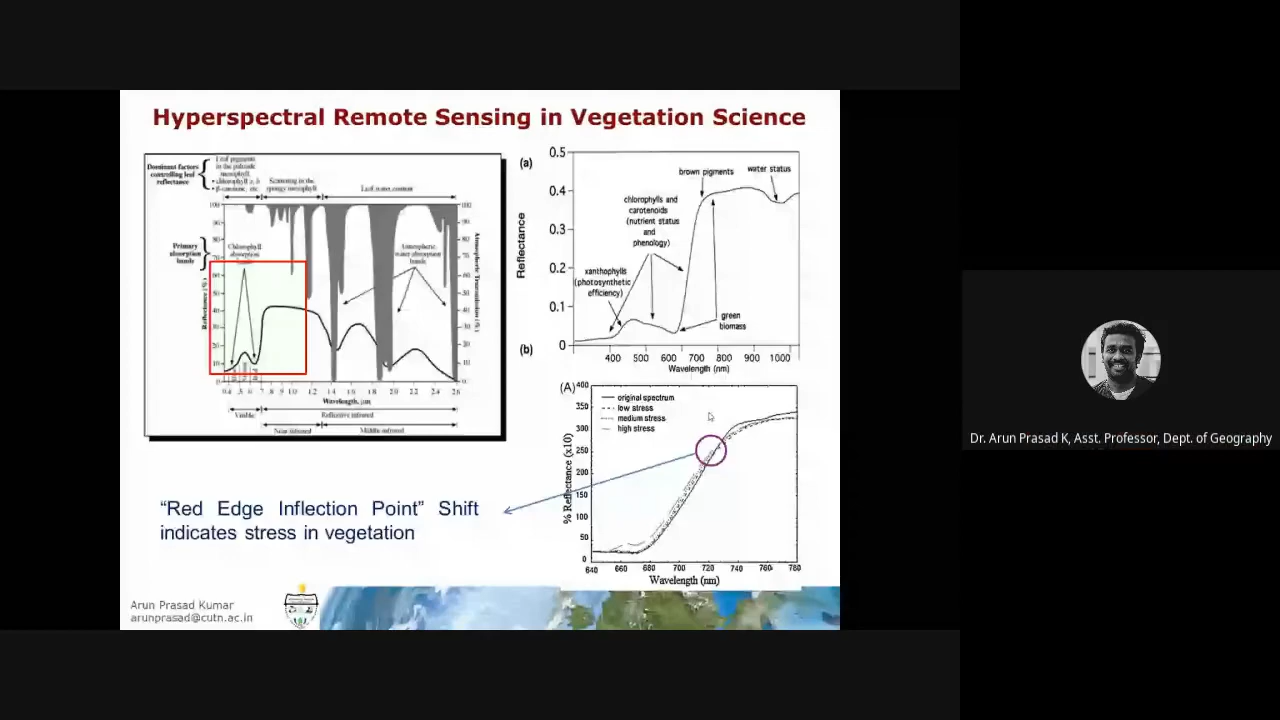 Hyperspectral Remote Sensing in Vegetation Science
Dominant factors
controlling leaf
reflectance
Leaf pigments
in the palisade
mesophyll
• chlorophyll a, b
• β-carotene, etc.
Scattering in the
spongy mesophyll
Leaf water content
Primary
absorption
bands
Chlorophyll
absorption
Atmospheric
water absorption
bands
Reflectance (%)
Atmospheric Transmission (%)
Wavelength, μm
Visible
Reflective infrared
Near infrared
Middle infrared
(a)
0.5
0.4
0.3
0.2
0.1
0
Reflectance
brown pigments
water status
chlorophylls and
carotenoids
(nutrient status
and
phenology)
xanthophylls
(photosynthetic
efficiency)
green
biomass
(b)
400 500 600 700 800 900 1000
Wavelength (nm)
(A)
400
350
300
250
200
150
100
50
0
% Reflectance (x10)
original spectrum
low stress
medium stress
high stress
640 660 680 700 720 740 760 780
Wavelength (nm)
“Red Edge Inflection Point” Shift
indicates stress in vegetation
Arun Prasad Kumar
arunprasad@cutn.ac.in
Dr. Arun Prasad K, Asst. Professor, Dept. of Geography